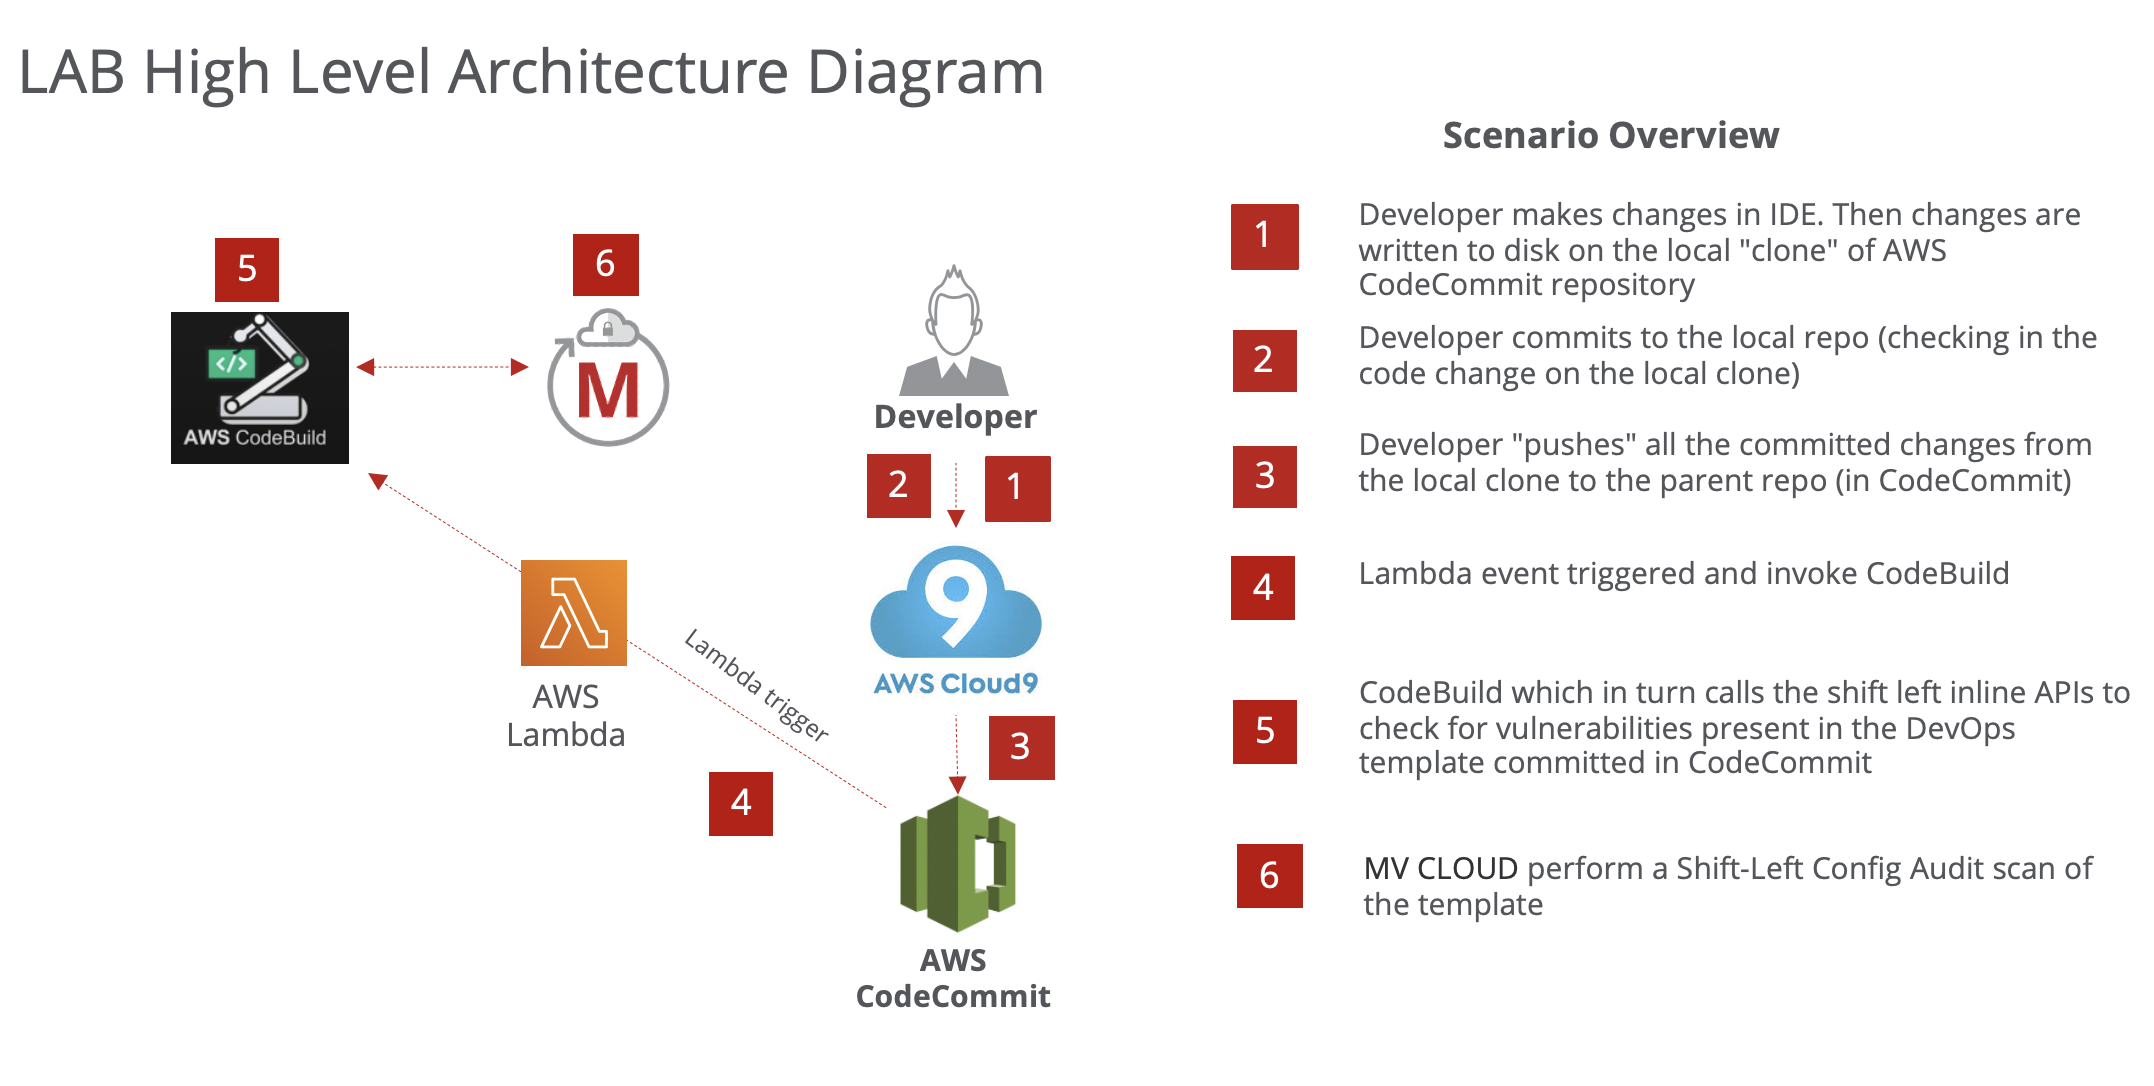 LAB High Level Architecture Diagram
Scenario Overview
5
AWS CodeBuild
6
M
Developer
2
1
9
AWS Cloud9
3
AWS
Lambda
Lambda trigger
4
AWS
CodeCommit
1
Developer makes changes in IDE. Then changes are
written to disk on the local "clone" of AWS
CodeCommit repository
2
Developer commits to the local repo (checking in the
code change on the local clone)
3
Developer "pushes" all the committed changes from
the local clone to the parent repo (in CodeCommit)
4
Lambda event triggered and invoke CodeBuild
5
CodeBuild which in turn calls the shift left inline APIs to
check for vulnerabilities present in the DevOps
template committed in CodeCommit
6
MV CLOUD perform a Shift-Left Config Audit scan of
the template